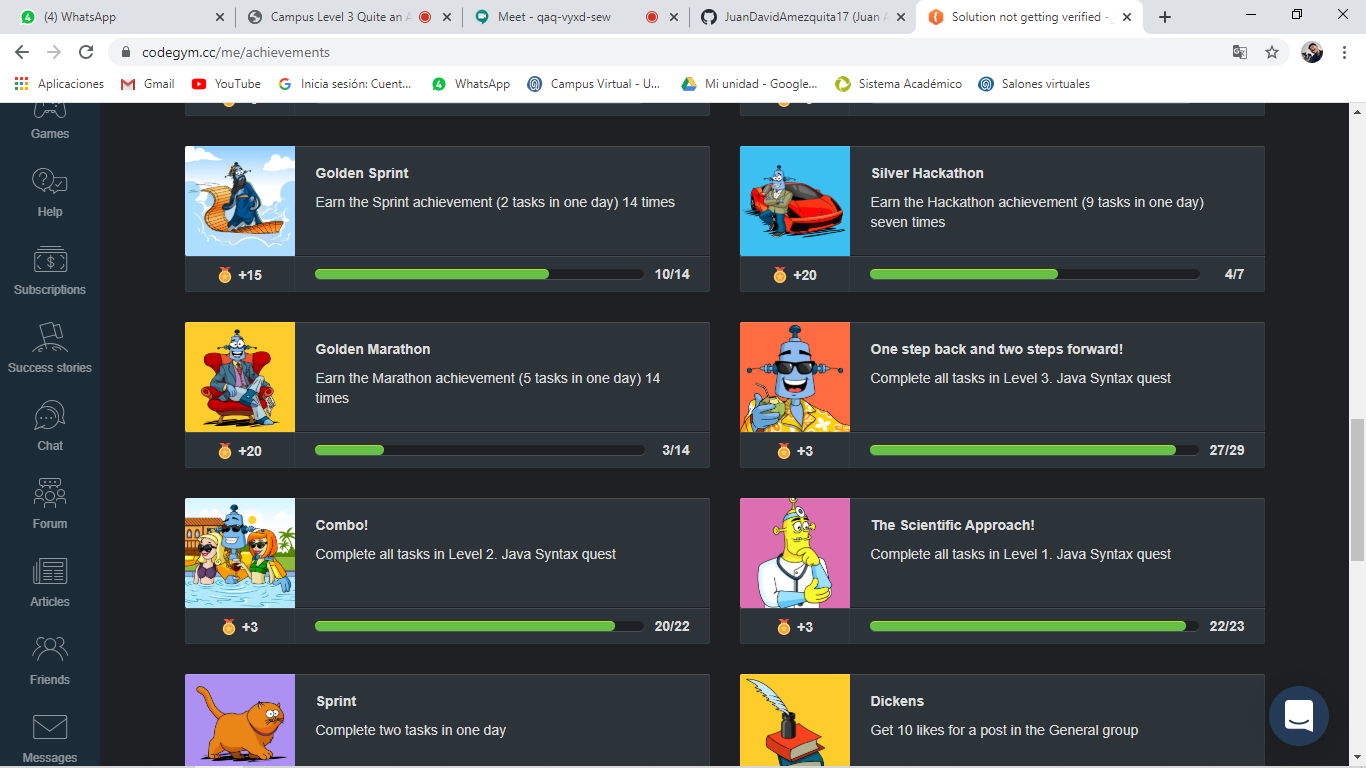 (4) WhatsApp
Campus Level 3 Quite an A
Meet - qaq-vyxd-sew
JuanDavidAmezquita17 (Juan A
Solution not getting verified -
codegym.cc/me/achievements
Aplicaciones
Gmail
YouTube
Inicia sesión: Cuent...
4
WhatsApp
Campus Virtual - U...
Mi unidad - Google...
Sistema Académico
Salones virtuales
Games
Help
Subscriptions
Success stories
Chat
Forum
Articles
Friends
Messages
Golden Sprint
Earn the Sprint achievement (2 tasks in one day) 14 times
+15
10/14
Silver Hackathon
Earn the Hackathon achievement (9 tasks in one day)
seven times
+20
4/7
Golden Marathon
Earn the Marathon achievement (5 tasks in one day) 14
times
+20
3/14
One step back and two steps forward!
Complete all tasks in Level 3. Java Syntax quest
+3
27/29
Combo!
Complete all tasks in Level 2. Java Syntax quest
+3
20/22
The Scientific Approach!
Complete all tasks in Level 1. Java Syntax quest
+3
22/23
Sprint
Complete two tasks in one day
Dickens
Get 10 likes for a post in the General group